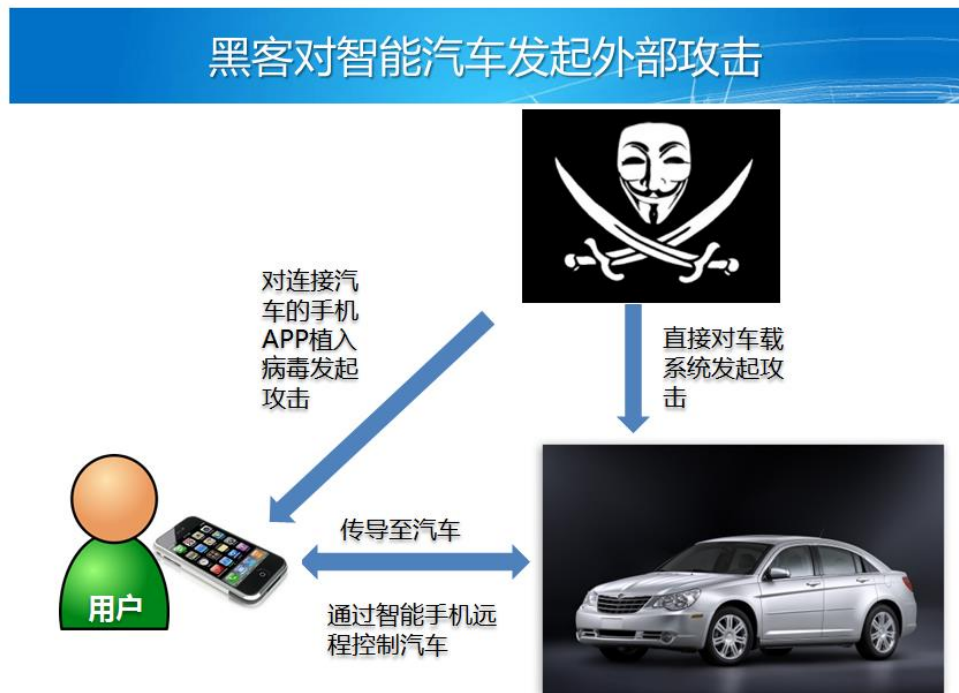 黑客对智能汽车发起外部攻击
对连接汽
车的手机
APP植入
病毒发起
攻击
直接对车载
系统发起攻
击
传导至汽车
用户
通过智能手机远
程控制汽车